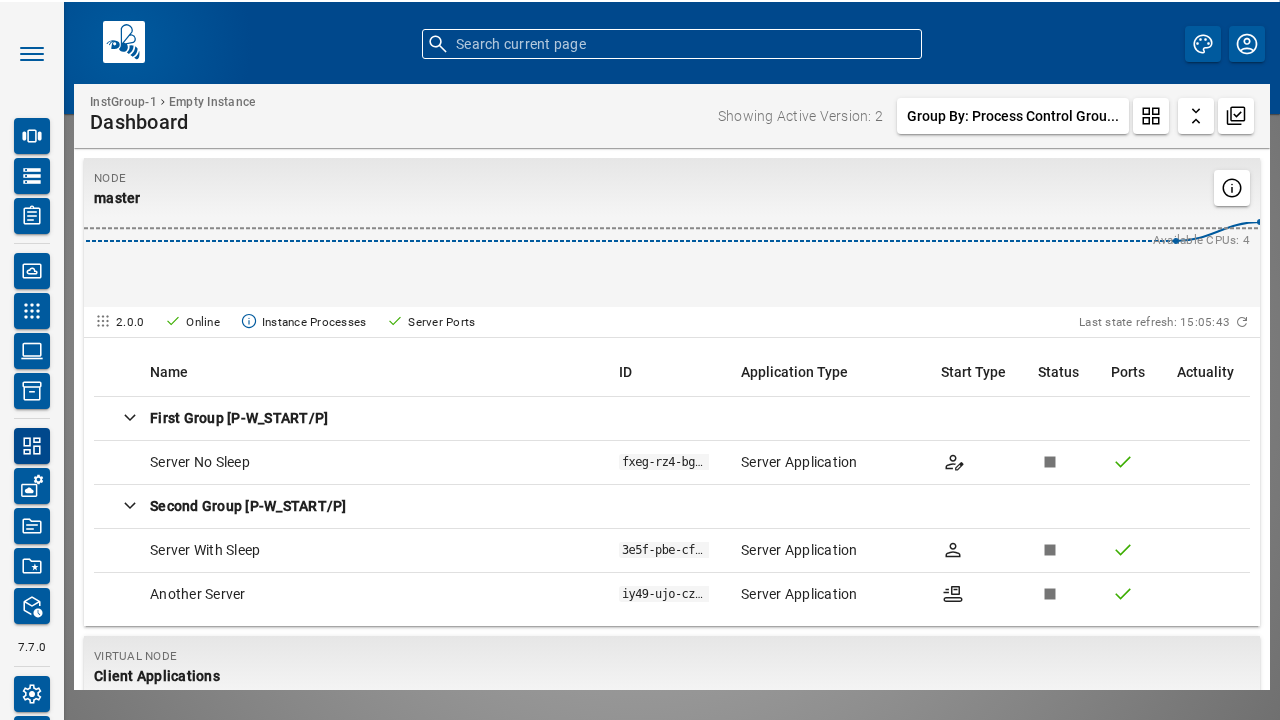 Search current page
InstGroup-1 › Empty Instance
Dashboard
Showing Active Version: 2
Group By: Process Control Grou...
NODE
master
Available CPUs: 4
2.0.0
Online
Instance Processes
Server Ports
Last state refresh: 15:05:43
Name ID Application Type Start Type Status Ports Actuality
First Group [P-W_START/P]
Server No Sleep fxeg-rz4-bg… Server Application
Second Group [P-W_START/P]
Server With Sleep 3e5f-pbe-cf… Server Application
Another Server iy49-ujo-cz… Server Application
VIRTUAL NODE
Client Applications
7.7.0